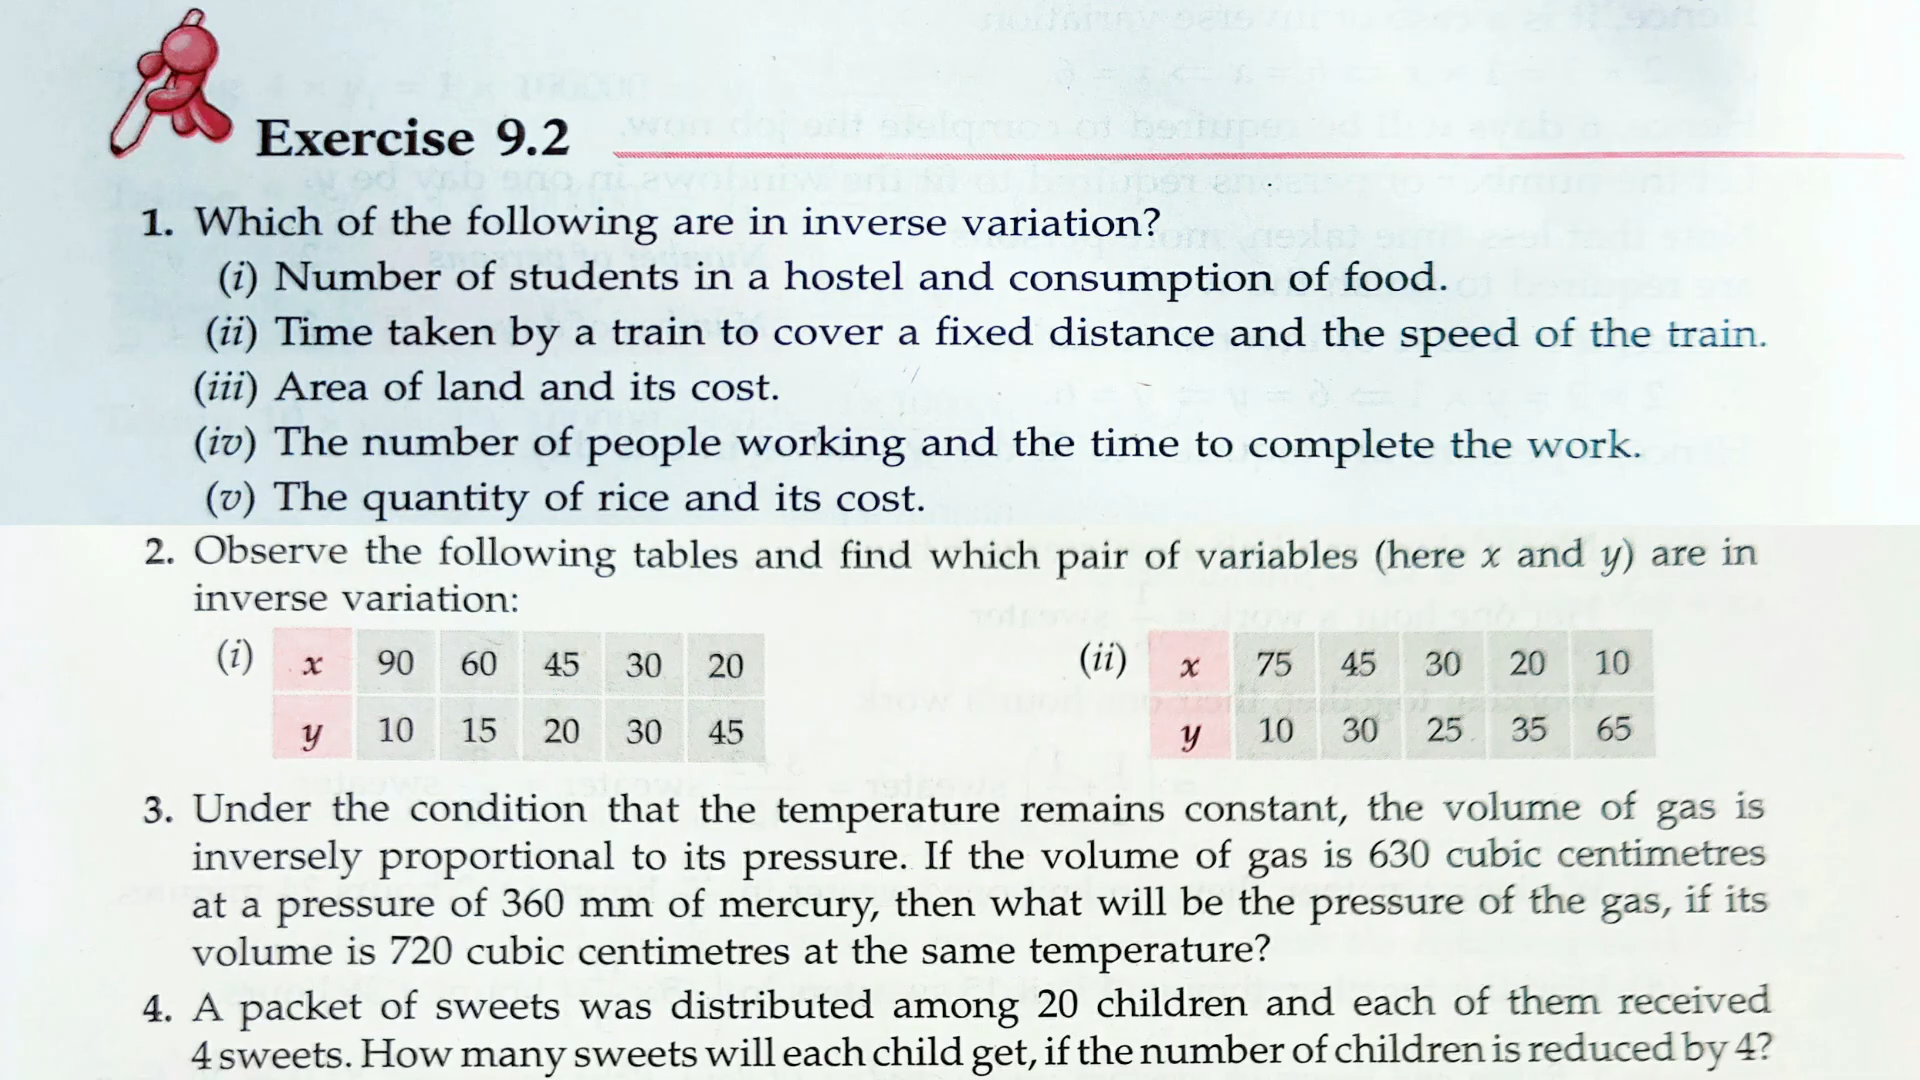 Exercise 9.2
1. Which of the following are in inverse variation?
(i) Number of students in a hostel and consumption of food.
(ii) Time taken by a train to cover a fixed distance and the speed of the train.
(iii) Area of land and its cost.
(iv) The number of people working and the time to complete the work.
(v) The quantity of rice and its cost.
2. Observe the following tables and find which pair of variables (here x and y) are in
inverse variation:
(i) x 90 60 45 30 20
y 10 15 20 30 45
(ii) x 75 45 30 20 10
y 10 30 25 35 65
3. Under the condition that the temperature remains constant, the volume of gas is
inversely proportional to its pressure. If the volume of gas is 630 cubic centimetres
at a pressure of 360 mm of mercury, then what will be the pressure of the gas, if its
volume is 720 cubic centimetres at the same temperature?
4. A packet of sweets was distributed among 20 children and each of them received
4 sweets. How many sweets will each child get, if the number of children is reduced by 4?